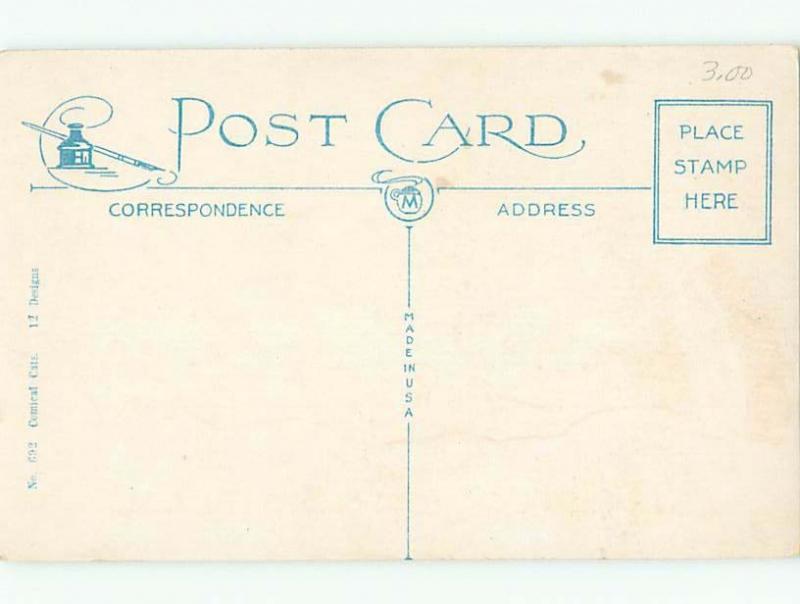 3.00
POST CARD
PLACE
STAMP
HERE
M
CORRESPONDENCE
ADDRESS
MADE IN USA
No. 692 Comical Cats. 12 Designs